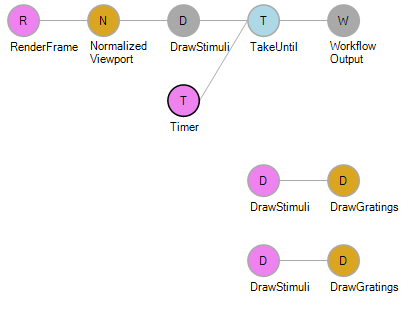 R N D T W
RenderFrame Normalized DrawStimuli TakeUntil Workflow
Viewport Output
T
Timer
D D
DrawStimuli DrawGratings
D D
DrawStimuli DrawGratings